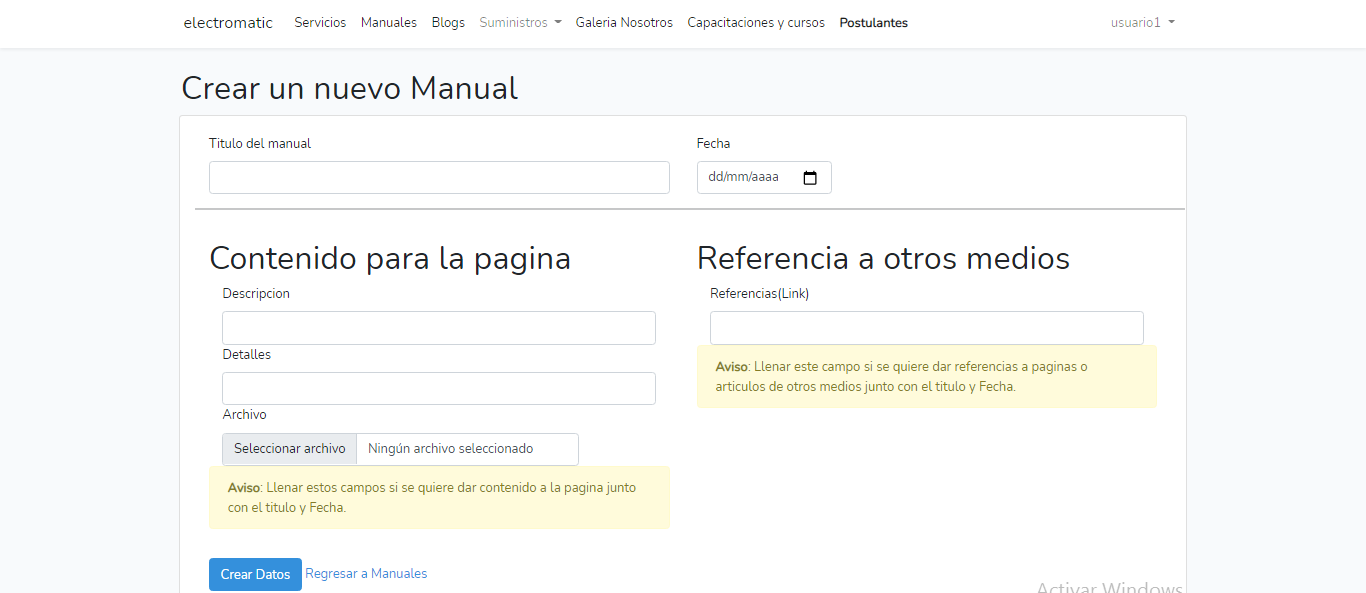 electromatic Servicios Manuales Blogs Suministros Galeria Nosotros Capacitaciones y cursos Postulantes usuario1
Crear un nuevo Manual
Titulo del manual Fecha
dd/mm/aaaa
Contenido para la pagina
Descripcion
Detalles
Archivo
Seleccionar archivo Ningún archivo seleccionado
Aviso: Llenar estos campos si se quiere dar contenido a la pagina junto
con el titulo y Fecha.
Referencia a otros medios
Referencias(Link)
Aviso: Llenar este campo si se quiere dar referencias a paginas o
articulos de otros medios junto con el titulo y Fecha.
Crear Datos Regresar a Manuales
Activar Windows